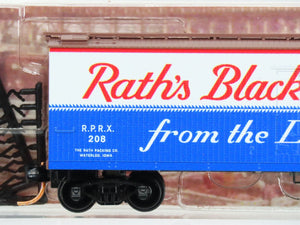 Rath's Black
from the
R.P.R.X.
208
THE RATH PACKING CO.
WATERLOO, IOWA